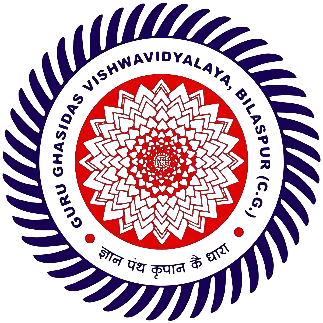 GURU GHASIDAS VISHWAVIDYALAYA, BILASPUR (C.G.)
ज्ञान पंथ कृपान कै धारा